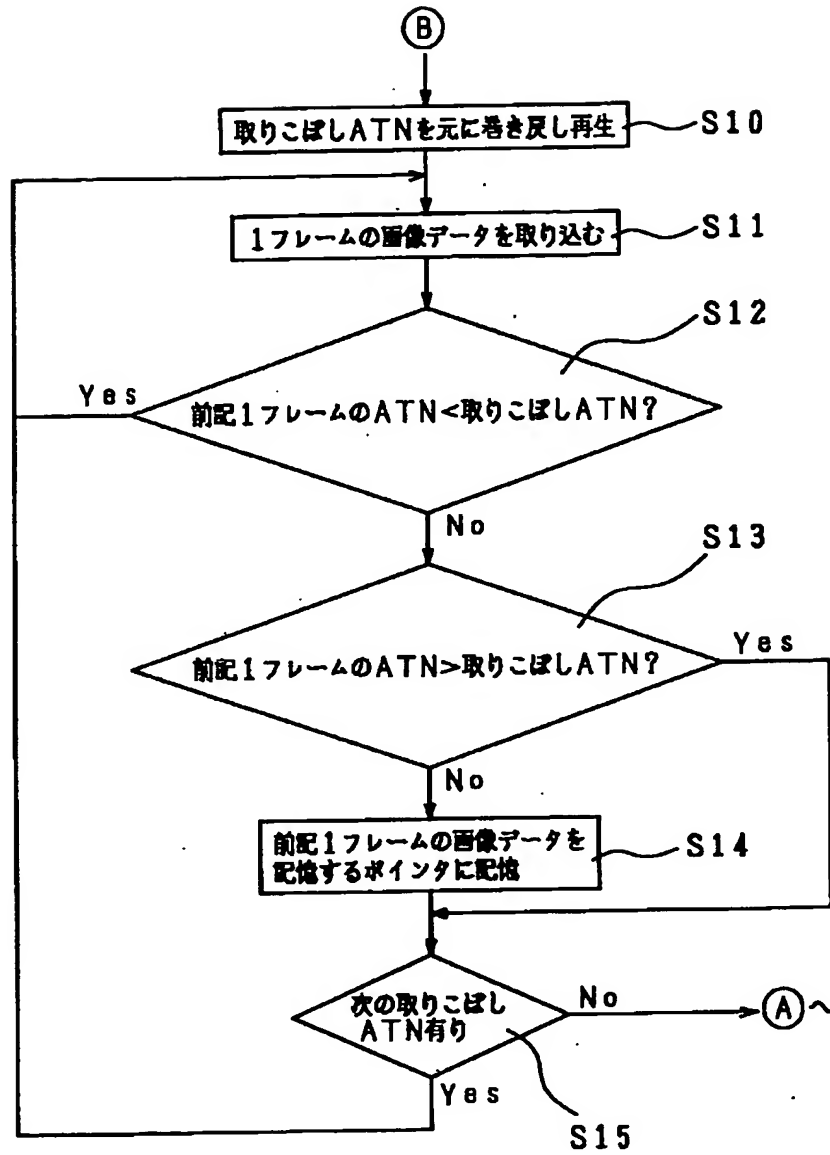 B
取りこぼしATNを元に巻き戻し再生
S10
1フレームの画像データを取り込む
S11
S12
Yes
前記1フレームのATN<取りこぼしATN?
No
S13
Yes
前記1フレームのATN>取りこぼしATN?
No
前記1フレームの画像データを
記憶するポインタに記憶
S14
次の取りこぼし
ATN有り
No
Aへ
Yes
S15